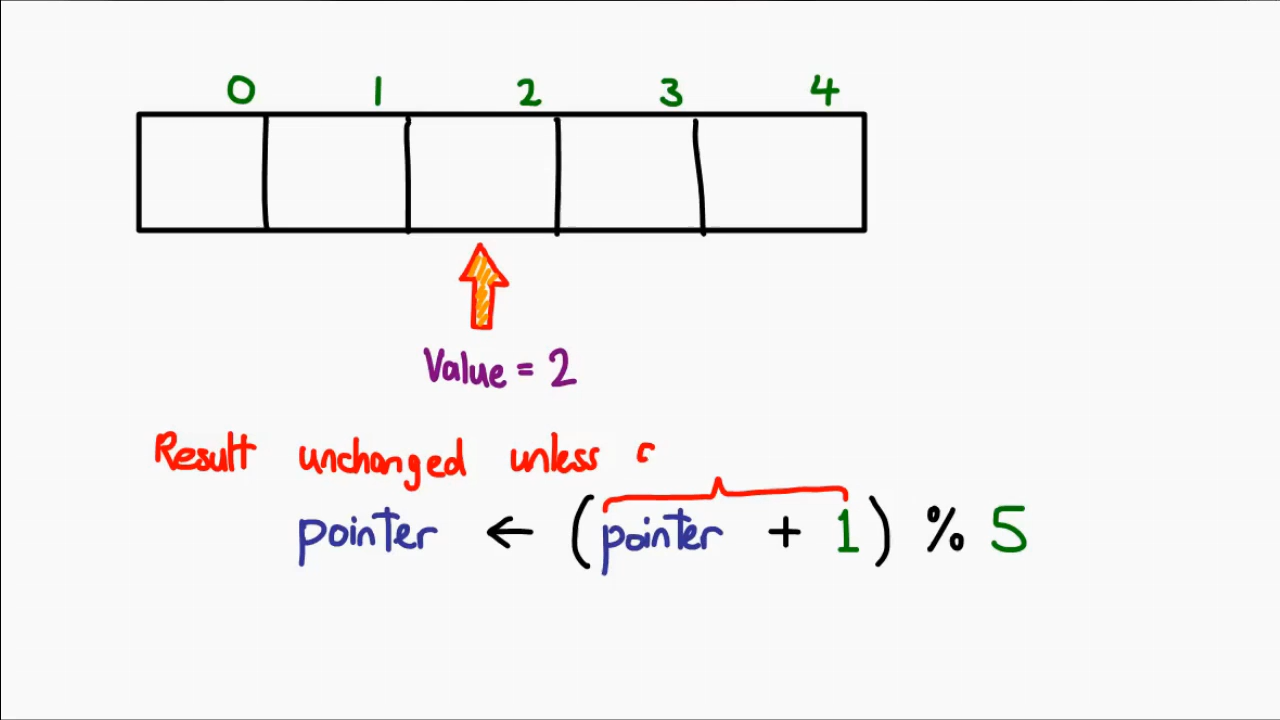 0 1 2 3 4
Value = 2
Result unchanged unless
pointer ← (pointer + 1) % 5